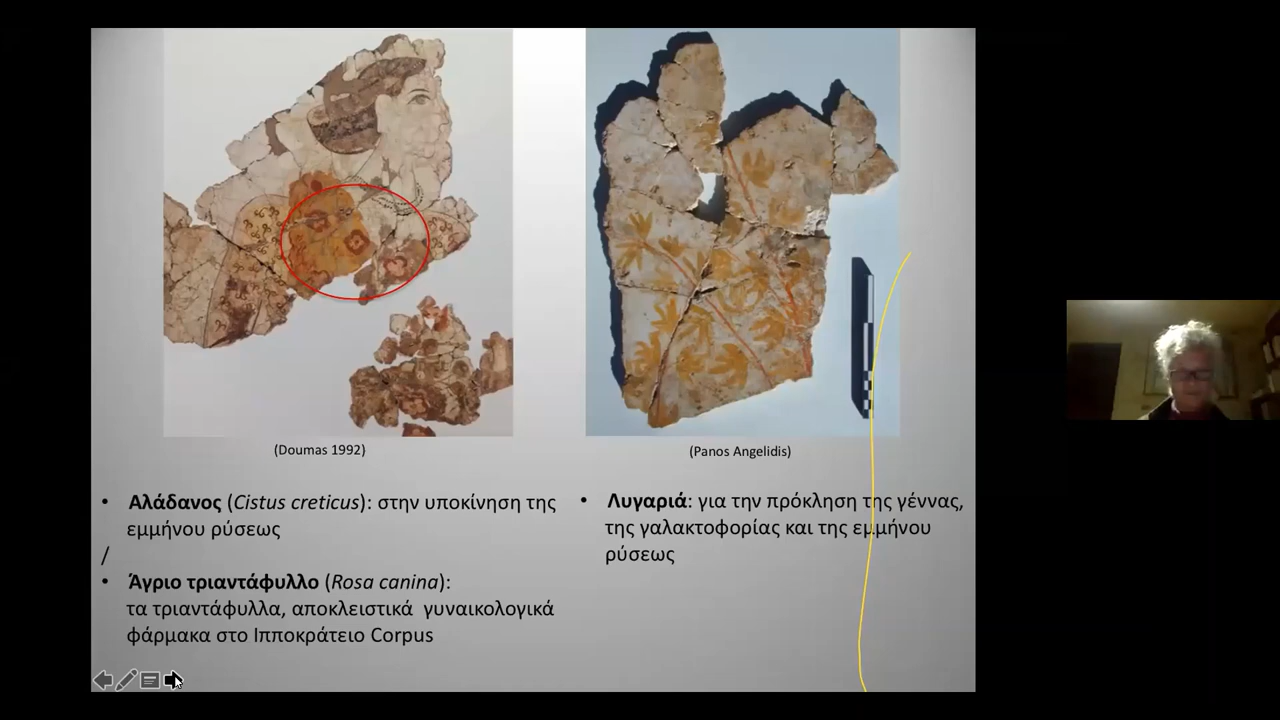 (Doumas 1992)
(Panos Angelidis)
• Αλάδανος (Cistus creticus): στην υποκίνηση της
εμμήνου ρύσεως
/
• Άγριο τριαντάφυλλο (Rosa canina):
τα τριαντάφυλλα, αποκλειστικά γυναικολογικά
φάρμακα στο Ιπποκράτειο Corpus
• Λυγαριά: για την πρόκληση της γέννας,
της γαλακτοφορίας και της εμμήνου
ρύσεως